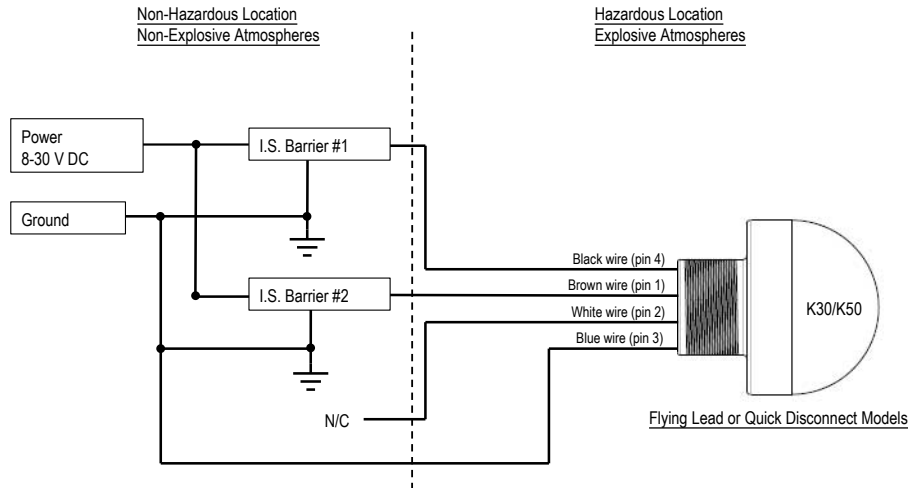 Non-Hazardous Location
Non-Explosive Atmospheres
Hazardous Location
Explosive Atmospheres
Power
8-30 V DC
I.S. Barrier #1
Ground
I.S. Barrier #2
Black wire (pin 4)
Brown wire (pin 1)
White wire (pin 2)
Blue wire (pin 3)
K30/K50
N/C
Flying Lead or Quick Disconnect Models